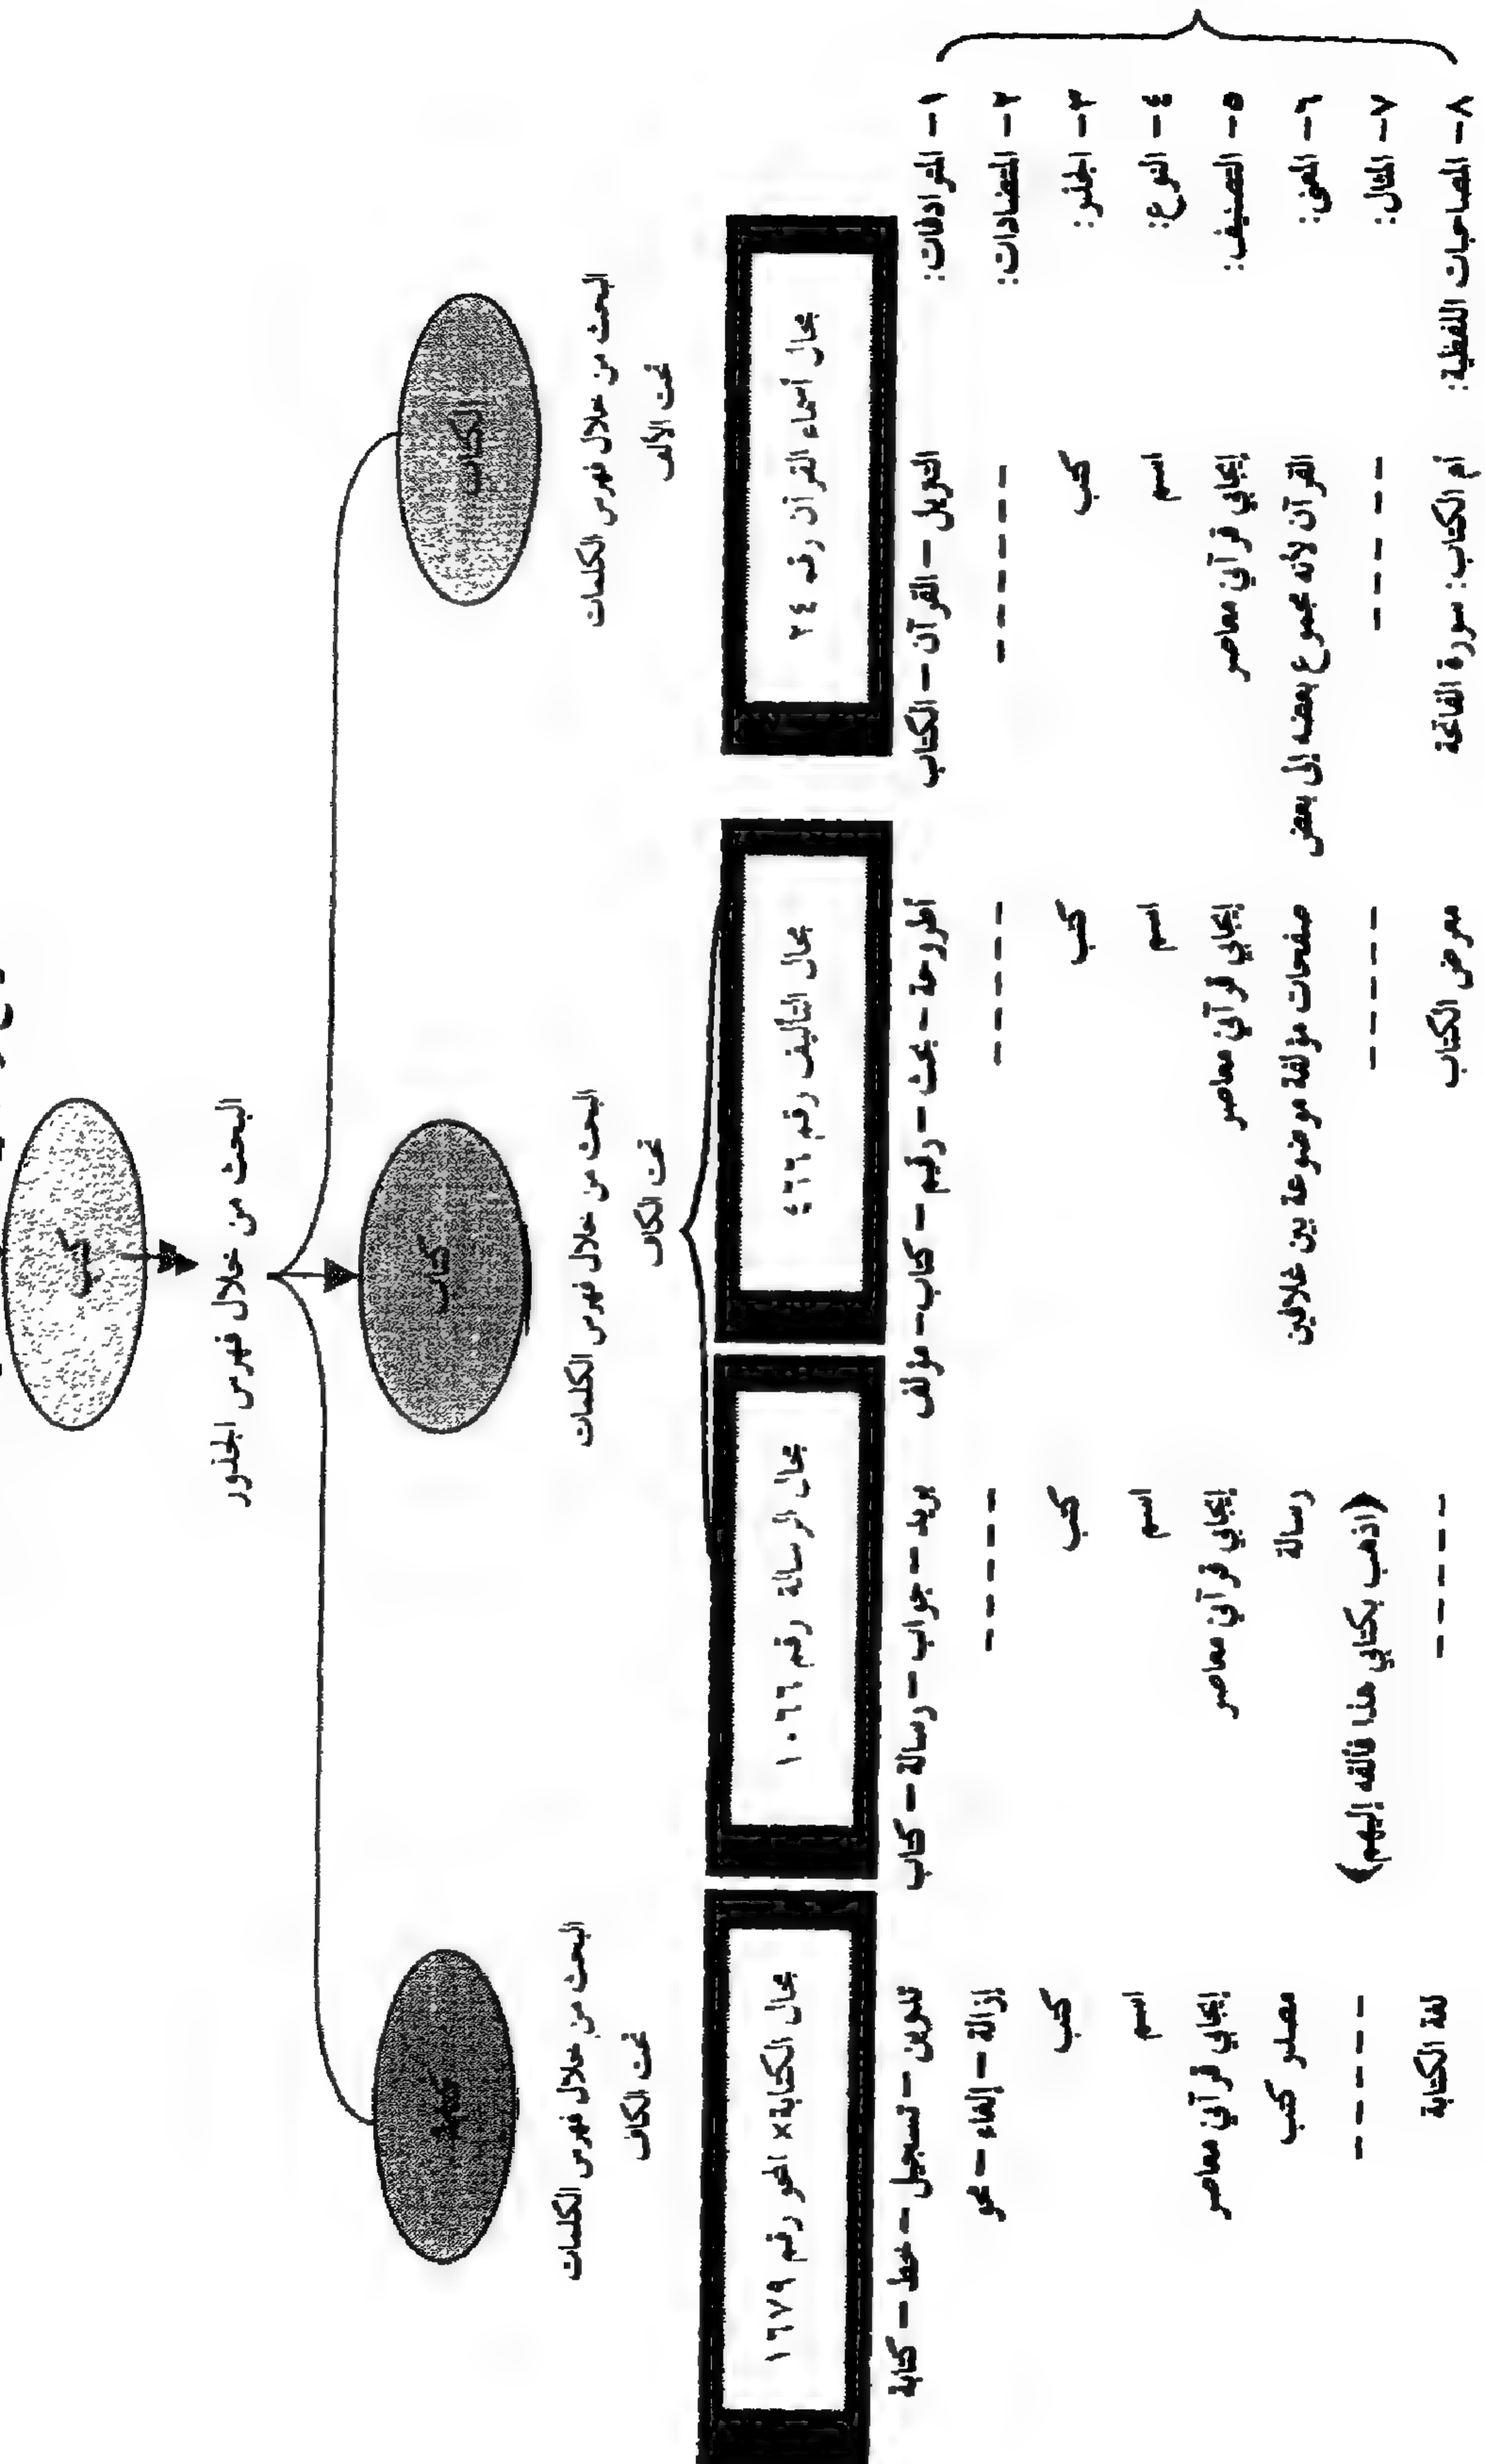 كتب
البحث من خلال فهرس الجذور
الكتاب
البحث من خلال فهرس الكلمات
تحت الألف
كتاب
البحث من خلال فهرس الكلمات
تحت الكاف
كتابة
البحث من خلال فهرس الكلمات
تحت الكاف
مجال أسماء القرآن رقم ٢٤
مجال التأليف رقم ٤٦٦
مجال الرسالة رقم ١٠٦٦
مجال الكتابة × المحو رقم ١٦٧٩
١- المترادفات: التنزيل – القرآن – الكتاب أطروحة – بحث – رقيم – كتاب – مؤلف بريد – جواب – رسالة – كتاب تدوين – تسجيل – خط – كتابة
٢- المتضادات: ------ ----- ----- إزالة – إلغاء – محو
٣- الجذر: كتب كتب كتب كتب
٤- النوع: اسم اسم اسم اسم
٥- التصنيف: إيجابي قرآني معاصر إيجابي قرآني معاصر إيجابي قرآني معاصر إيجابي قرآني معاصر
٦- المعنى: القرآن لأنه مجموع بعضه إلى بعض صفحات مؤلفة موضوعة بين غلافين رسالة مصدر كتب
٧- المثال: ----- ----- ﴿اذهب بكتابي هذا فألقه إليهم﴾ -----
٨- المصاحبات اللفظية: أم الكتاب: سورة الفاتحة معرض الكتاب ----- لغة الكتابة